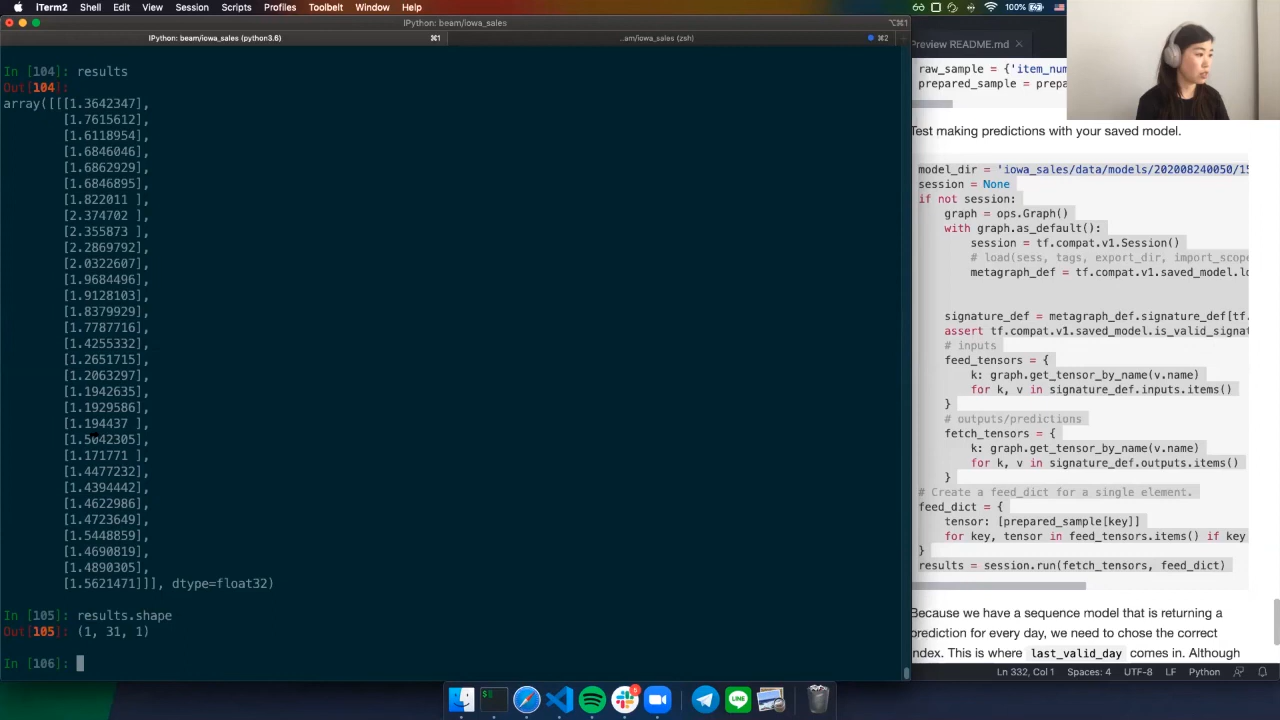 iTerm2 Shell Edit View Session Scripts Profiles Toolbelt Window Help
100%
IPython: beam/iowa_sales
⌥⌘1
IPython: beam/iowa_sales (python3.6) ⌘1
..am/iowa_sales (zsh) ⌘2
In [104]: results
Out[104]:
array([[[1.3642347],
[1.7615612],
[1.6118954],
[1.6846046],
[1.6862929],
[1.6846895],
[1.822011 ],
[2.374702 ],
[2.355873 ],
[2.2869792],
[2.0322607],
[1.9684496],
[1.9128103],
[1.8379929],
[1.7787716],
[1.4255332],
[1.2651715],
[1.2063297],
[1.1942635],
[1.1929586],
[1.194437 ],
[1.5042305],
[1.171771 ],
[1.4477232],
[1.4394442],
[1.4622986],
[1.4723649],
[1.5448859],
[1.4690819],
[1.4890305],
[1.5621471]]], dtype=float32)
In [105]: results.shape
Out[105]: (1, 31, 1)
In [106]:
Preview README.md
raw_sample = {'item_num
prepared_sample = prepa
Test making predictions with your saved model.
model_dir = 'iowa_sales/data/models/202008240050/15
session = None
if not session:
graph = ops.Graph()
with graph.as_default():
session = tf.compat.v1.Session()
# load(sess, tags, export_dir, import_scope
metagraph_def = tf.compat.v1.saved_model.lo
signature_def = metagraph_def.signature_def[tf.
assert tf.compat.v1.saved_model.is_valid_signat
# inputs
feed_tensors = {
k: graph.get_tensor_by_name(v.name)
for k, v in signature_def.inputs.items()
}
# outputs/predictions
fetch_tensors = {
k: graph.get_tensor_by_name(v.name)
for k, v in signature_def.outputs.items()
}
# Create a feed_dict for a single element.
feed_dict = {
tensor: [prepared_sample[key]]
for key, tensor in feed_tensors.items() if key
}
results = session.run(fetch_tensors, feed_dict)
Because we have a sequence model that is returning a
prediction for every day, we need to chose the correct
index. This is where last_valid_day comes in. Although
Ln 332, Col 1 Spaces: 4 UTF-8 LF Python
6
LINE